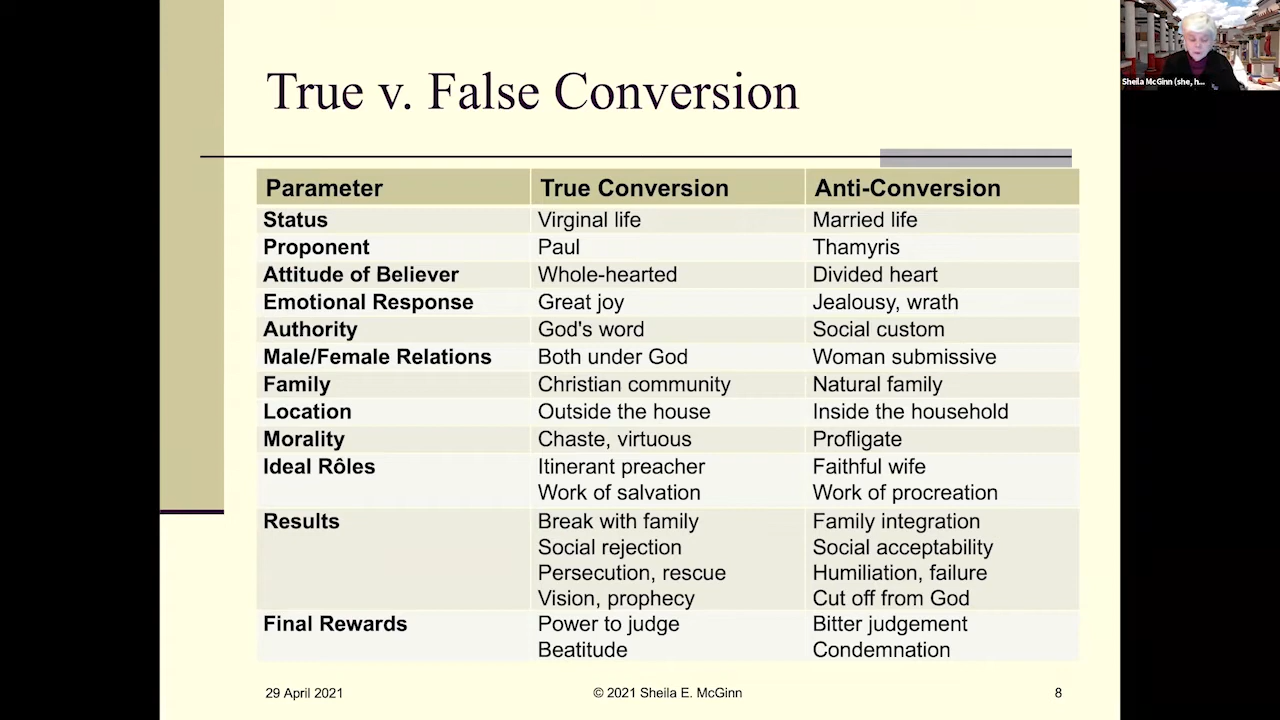 True v. False Conversion
Sheila McGinn (she, h...
Parameter True Conversion Anti-Conversion
Status Virginal life Married life
Proponent Paul Thamyris
Attitude of Believer Whole-hearted Divided heart
Emotional Response Great joy Jealousy, wrath
Authority God's word Social custom
Male/Female Relations Both under God Woman submissive
Family Christian community Natural family
Location Outside the house Inside the household
Morality Chaste, virtuous Profligate
Ideal Rôles Itinerant preacher Faithful wife
Work of salvation Work of procreation
Results Break with family Family integration
Social rejection Social acceptability
Persecution, rescue Humiliation, failure
Vision, prophecy Cut off from God
Final Rewards Power to judge Bitter judgement
Beatitude Condemnation
29 April 2021 © 2021 Sheila E. McGinn 8